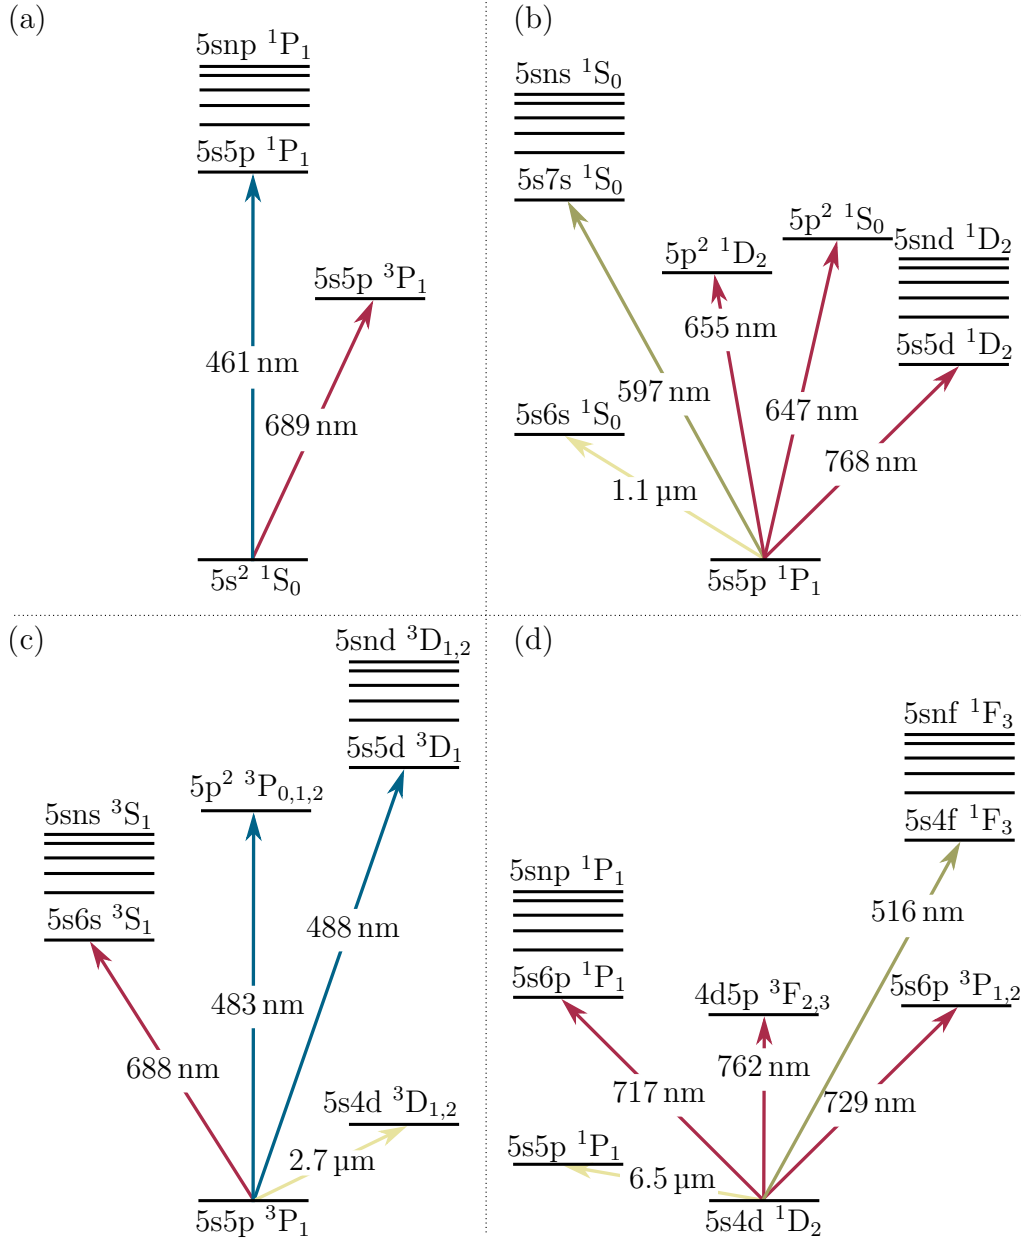 (a)
5snp ¹P₁
5s5p ¹P₁
5s5p ³P₁
461 nm
689 nm
5s² ¹S₀
(b)
5sns ¹S₀
5s7s ¹S₀
5p² ¹S₀
5snd ¹D₂
5p² ¹D₂
655 nm
5s5d ¹D₂
597 nm
5s6s ¹S₀
647 nm
768 nm
1.1 µm
5s5p ¹P₁
(c)
5snd ³D₁,₂
5s5d ³D₁
5p² ³P₀,₁,₂
5sns ³S₁
5s6s ³S₁
488 nm
483 nm
688 nm
5s4d ³D₁,₂
2.7 µm
5s5p ³P₁
(d)
5snf ¹F₃
5s4f ¹F₃
5snp ¹P₁
516 nm
5s6p ¹P₁
4d5p ³F₂,₃
5s6p ³P₁,₂
717 nm
762 nm
729 nm
5s5p ¹P₁
6.5 µm
5s4d ¹D₂